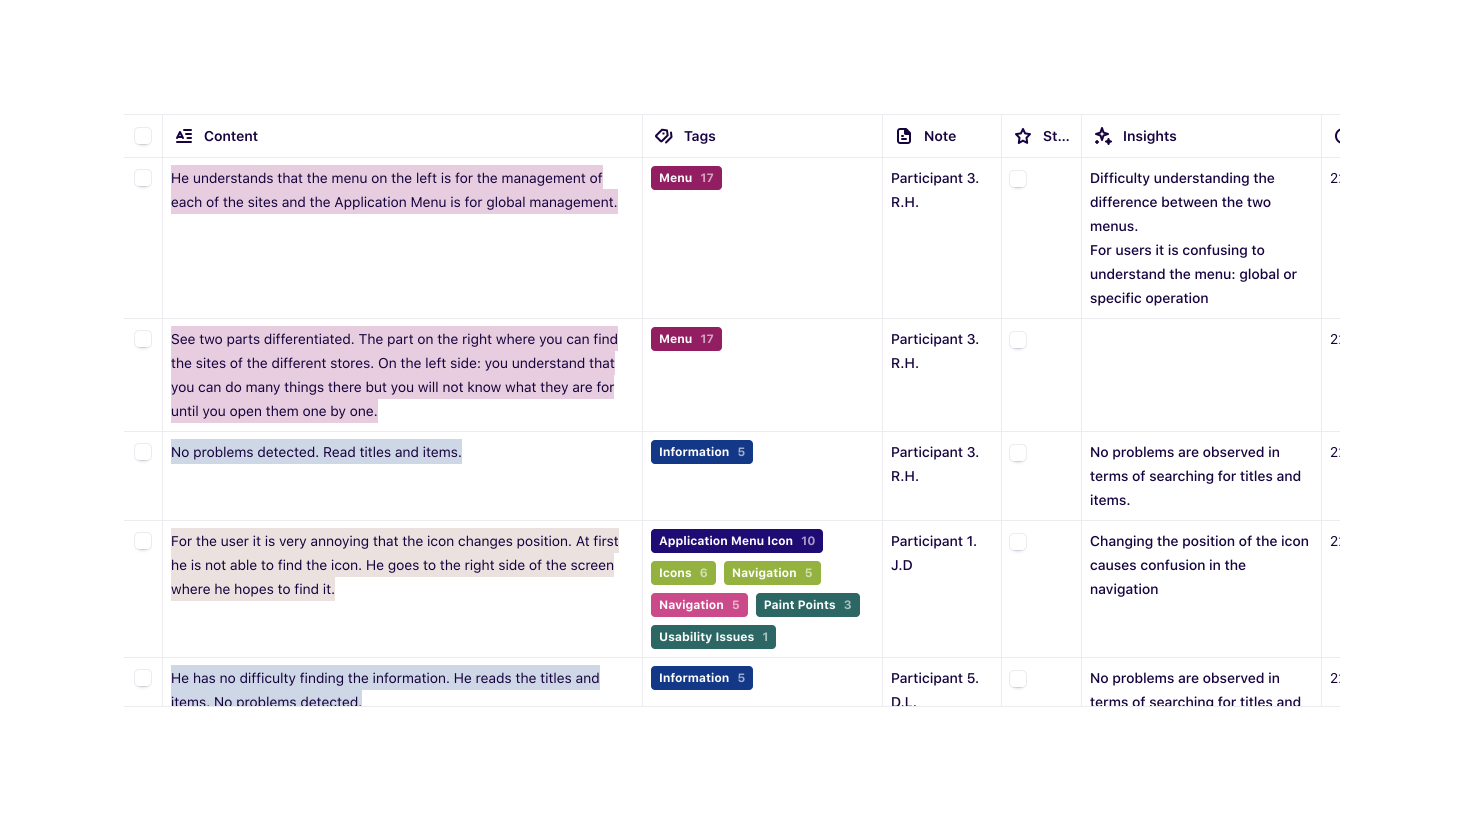 Content Tags Note St... Insights
He understands that the menu on the left is for the management of
each of the sites and the Application Menu is for global management.
Menu 17
Participant 3.
R.H.
Difficulty understanding the
difference between the two
menus.
For users it is confusing to
understand the menu: global or
specific operation
See two parts differentiated. The part on the right where you can find
the sites of the different stores. On the left side: you understand that
you can do many things there but you will not know what they are for
until you open them one by one.
Menu 17
Participant 3.
R.H.
No problems detected. Read titles and items.
Information 5
Participant 3.
R.H.
No problems are observed in
terms of searching for titles and
items.
For the user it is very annoying that the icon changes position. At first
he is not able to find the icon. He goes to the right side of the screen
where he hopes to find it.
Application Menu Icon 10
Icons 6 Navigation 5
Navigation 5 Paint Points 3
Usability Issues 1
Participant 1.
J.D
Changing the position of the icon
causes confusion in the
navigation
He has no difficulty finding the information. He reads the titles and
items. No problems detected.
Information 5
Participant 5.
D.L.
No problems are observed in
terms of searching for titles and